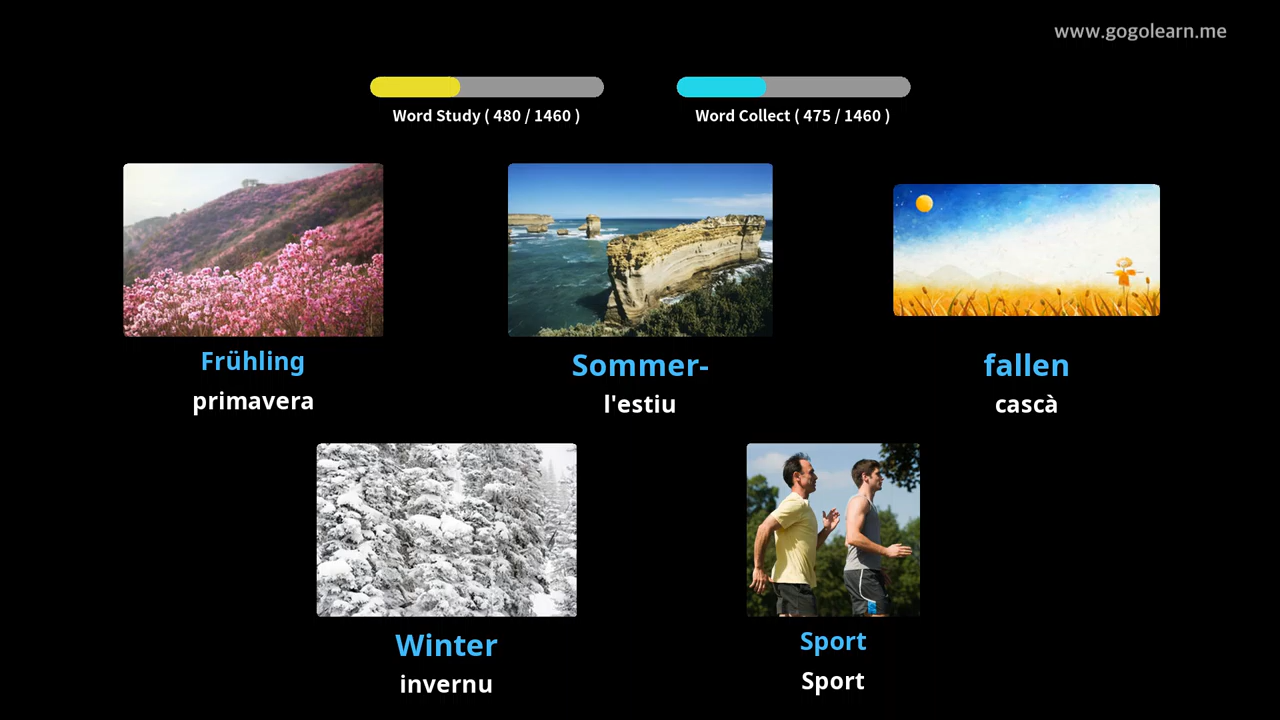 www.gogolearn.me
Word Study ( 480 / 1460 )
Word Collect ( 475 / 1460 )
Frühling
primavera
Sommer-
l'estiu
fallen
cascà
Winter
invernu
Sport
Sport